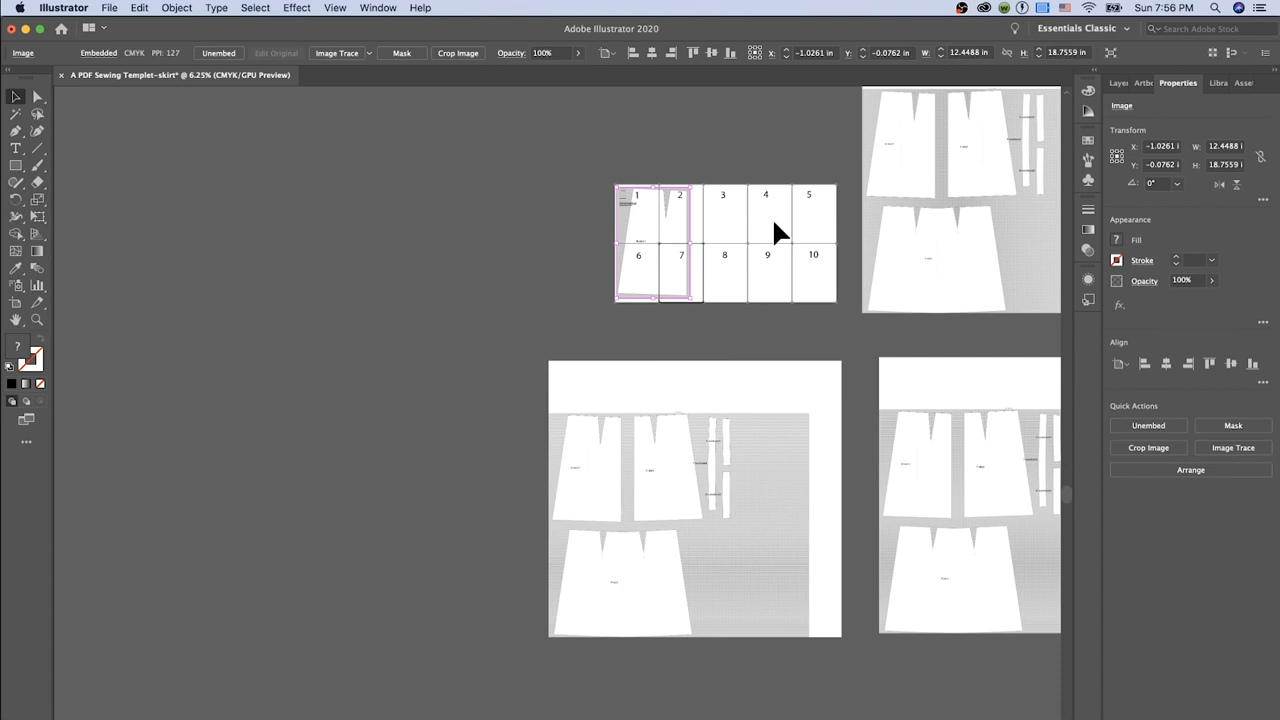 Illustrator File Edit Object Type Select Effect View Window Help Sun 7:56 PM
Adobe Illustrator 2020 Essentials Classic Search Adobe Stock
Image Embedded CMYK PPI: 127 Unembed Edit Original Image Trace Mask Crop Image Opacity: 100% X: -1.0261 in Y: -0.0762 in W: 12.4488 in H: 18.7559 in
× A PDF Sewing Templet-skirt* @ 6.25% (CMYK/GPU Preview)
Layer Artbo Properties Libra Asse
Image
Transform
X: -1.0261 i W: 12.4488 i
Y: -0.0762 i H: 18.7559 i
0°
Appearance
? Fill
Stroke
Opacity 100%
fx.
Align
Quick Actions
Unembed Mask
Crop Image Image Trace
Arrange
1 2 3 4 5
6 7 8 9 10
?